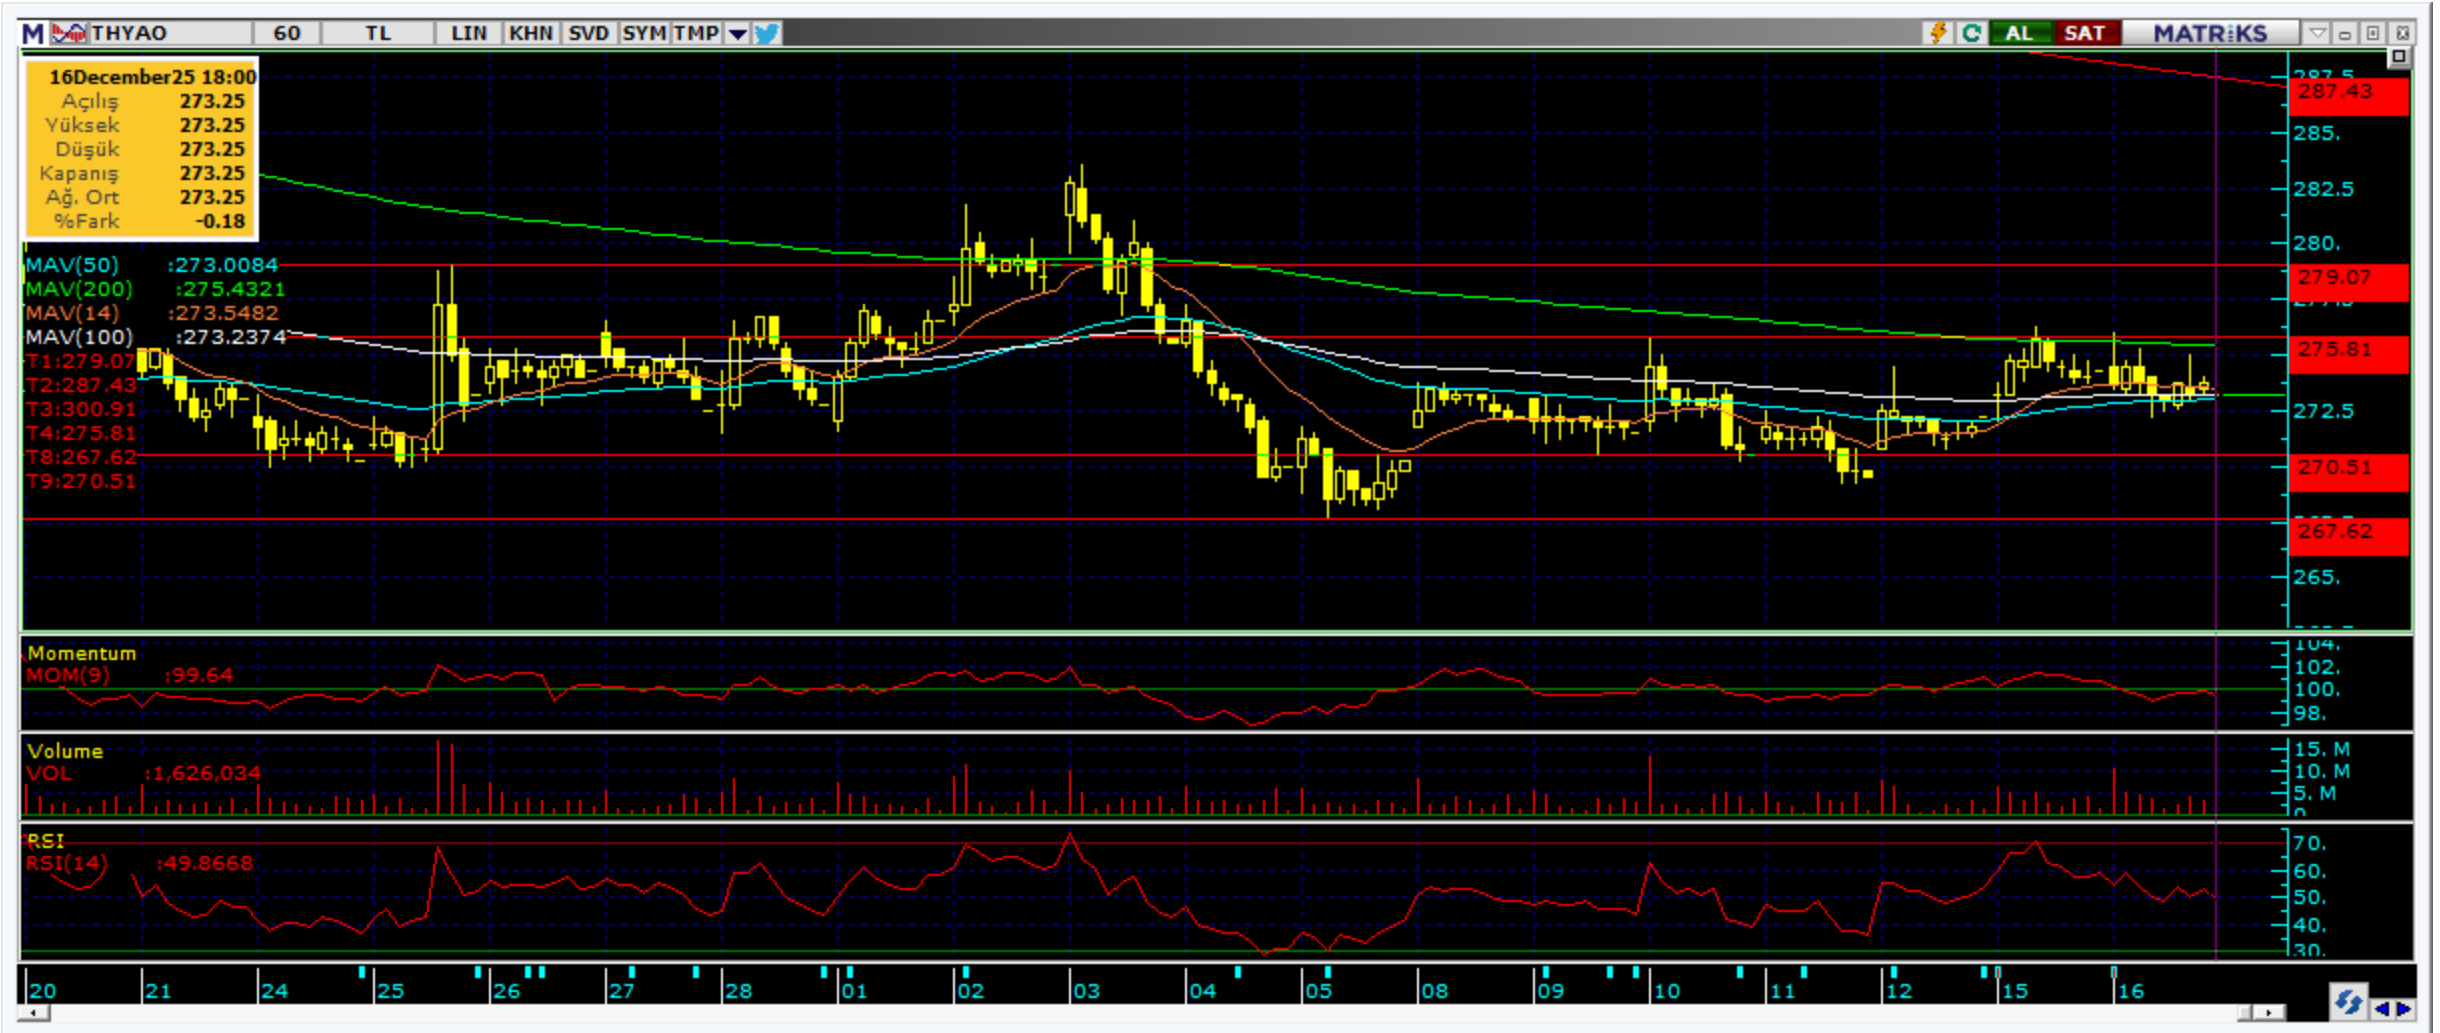 M THYAO 60 TL LIN KHN SVD SYM TMP AL SAT MATRiKS
16December25 18:00
Açılış 273.25
Yüksek 273.25
Düşük 273.25
Kapanış 273.25
Ağ. Ort 273.25
%Fark -0.18
MAV(50) :273.0084
MAV(200) :275.4321
MAV(14) :273.5482
MAV(100) :273.2374
T1:279.07
T2:287.43
T3:300.91
T4:275.81
T8:267.62
T9:270.51
287.5
287.43
285.
282.5
280.
279.07
275.81
272.5
270.51
267.62
265.
Momentum
MOM(9) :99.64
104.
102.
100.
98.
Volume
VOL :1,626,034
15. M
10. M
5. M
0
RSI
RSI(14) :49.8668
70.
60.
50.
40.
30.
20 21 24 25 26 27 28 01 02 03 04 05 08 09 10 11 12 15 16